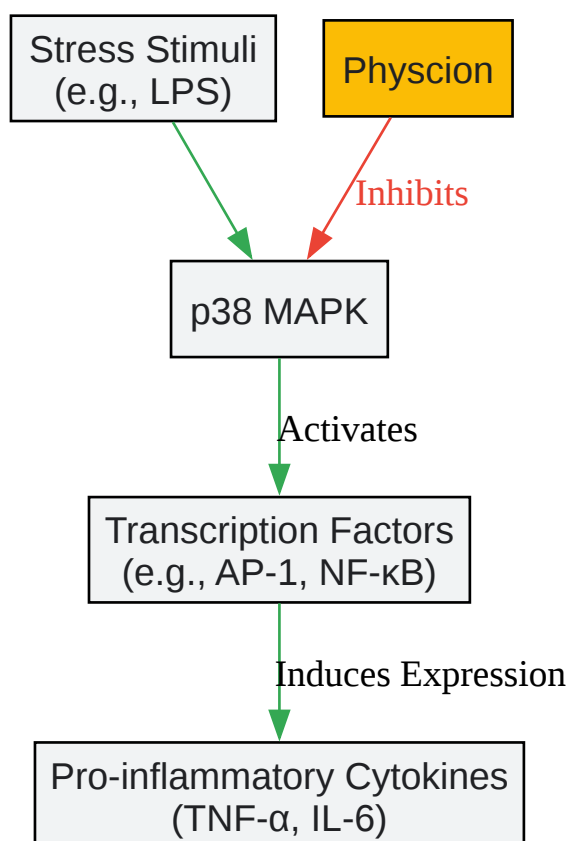 Stress Stimuli
(e.g., LPS)
Physcion
Inhibits
p38 MAPK
Activates
Transcription Factors
(e.g., AP-1, NF-κB)
Induces Expression
Pro-inflammatory Cytokines
(TNF-α, IL-6)